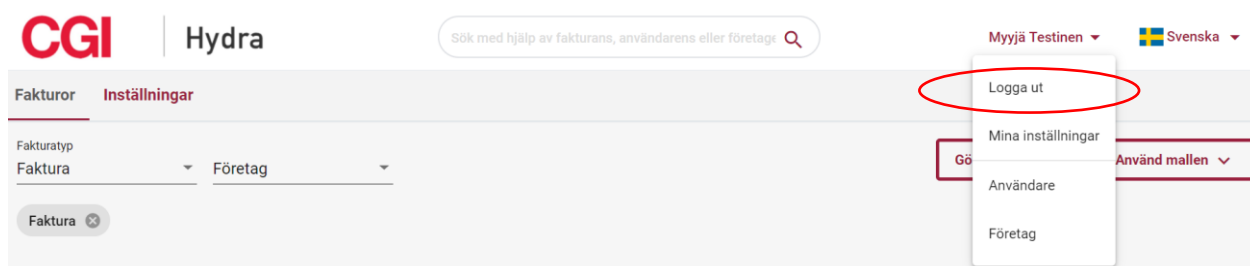 CGI Hydra
Sök med hjälp av fakturans, användarens eller företage
Myyjä Testinen
Svenska
Fakturor Inställningar
Logga ut
Mina inställningar
Användare
Företag
Fakturatyp
Faktura
Företag
Gö
Använd mallen
Faktura